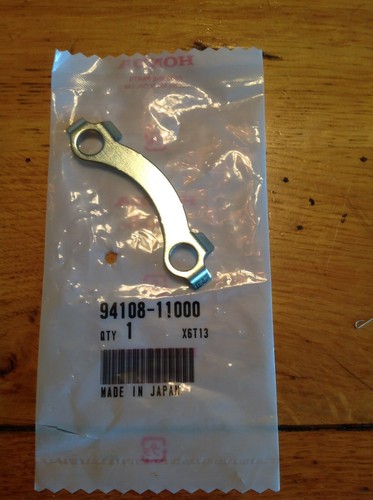 HONDA
94108-11000
QTY 1 X6T13
MADE IN JAPAN